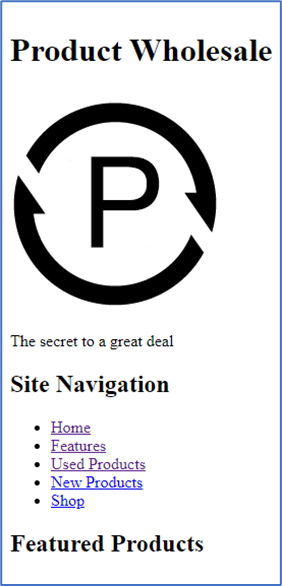 Product Wholesale
P
The secret to a great deal
Site Navigation
Home
Features
Used Products
New Products
Shop
Featured Products